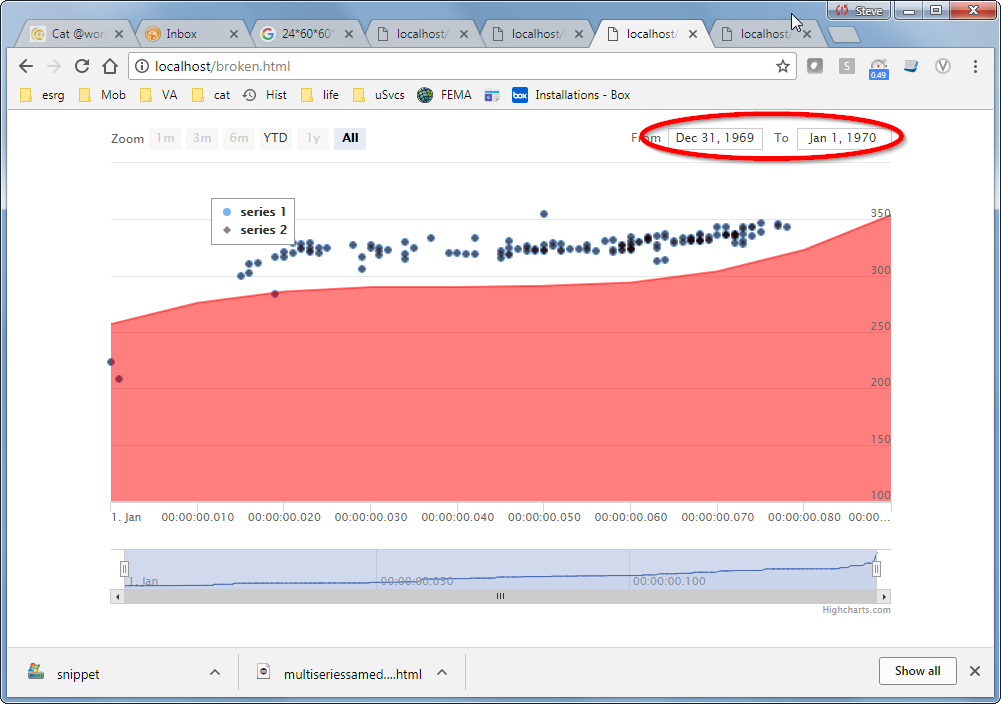 Steve
Cat @wor
Inbox
24*60*60*
localhost/
localhost/
localhost/
localhost/
localhost/broken.html
S
0.49
V
esrg
Mob
VA
cat
Hist
life
uSvcs
FEMA
box
Installations - Box
Zoom 1m 3m 6m YTD 1y All
From Dec 31, 1969 To Jan 1, 1970
series 1
series 2
350
300
250
200
150
100
1. Jan 00:00:00.010 00:00:00.020 00:00:00.030 00:00:00.040 00:00:00.050 00:00:00.060 00:00:00.070 00:00:00.080 00:00...
1. Jan 00:00:00.050 00:00:00.100
Highcharts.com
snippet
multiseriessamed....html
Show all